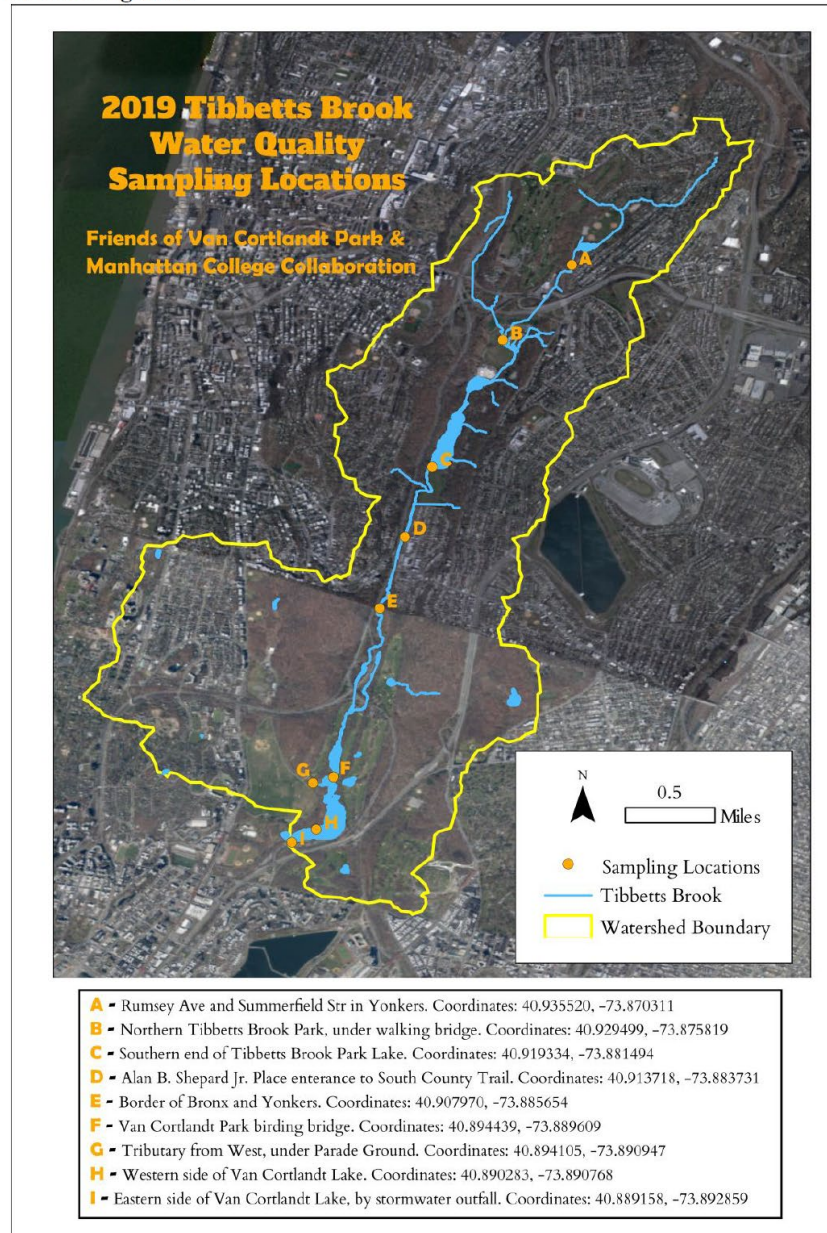 2019 Tibbetts Brook
Water Quality
Sampling Locations
Friends of Van Cortlandt Park &
Manhattan College Collaboration
A
B
C
D
E
F
G
H
I
N
0.5
Miles
Sampling Locations
Tibbetts Brook
Watershed Boundary
A - Rumsey Ave and Summerfield Str in Yonkers. Coordinates: 40.935520, -73.870311
B - Northern Tibbetts Brook Park, under walking bridge. Coordinates: 40.929499, -73.875819
C - Southern end of Tibbetts Brook Park Lake. Coordinates: 40.919334, -73.881494
D - Alan B. Shepard Jr. Place entrance to South County Trail. Coordinates: 40.913718, -73.883731
E - Border of Bronx and Yonkers. Coordinates: 40.907970, -73.885654
F - Van Cortlandt Park birding bridge. Coordinates: 40.894439, -73.889609
G - Tributary from West, under Parade Ground. Coordinates: 40.894105, -73.890947
H - Western side of Van Cortlandt Lake. Coordinates: 40.890283, -73.890768
I - Eastern side of Van Cortlandt Lake, by stormwater outfall. Coordinates: 40.889158, -73.892859